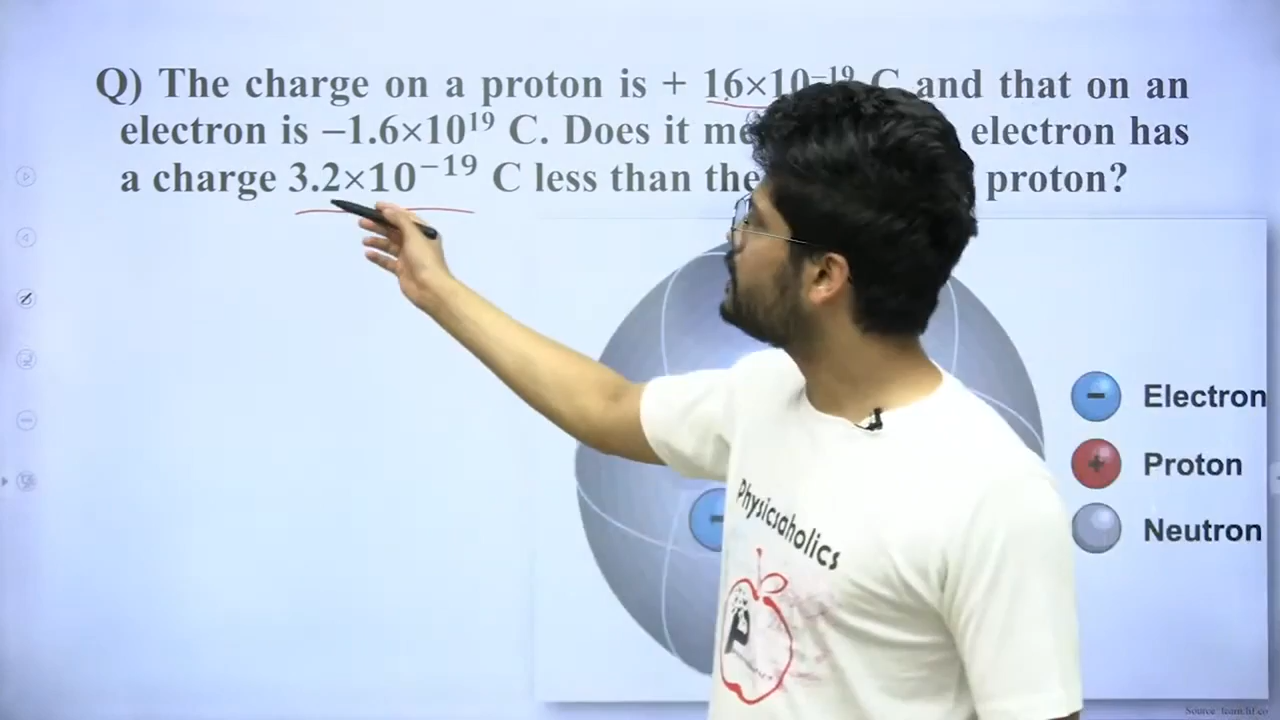 Q) The charge on a proton is + 16×10⁻¹⁹ C and that on an
electron is −1.6×10¹⁹ C. Does it electron has
a charge 3.2×10⁻¹⁹ C less than the proton?
Electron
Proton
Neutron
Physicsaholics